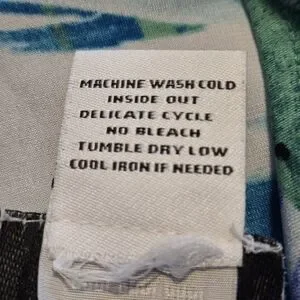 MACHINE WASH COLD
INSIDE OUT
DELICATE CYCLE
NO BLEACH
TUMBLE DRY LOW
COOL IRON IF NEEDED